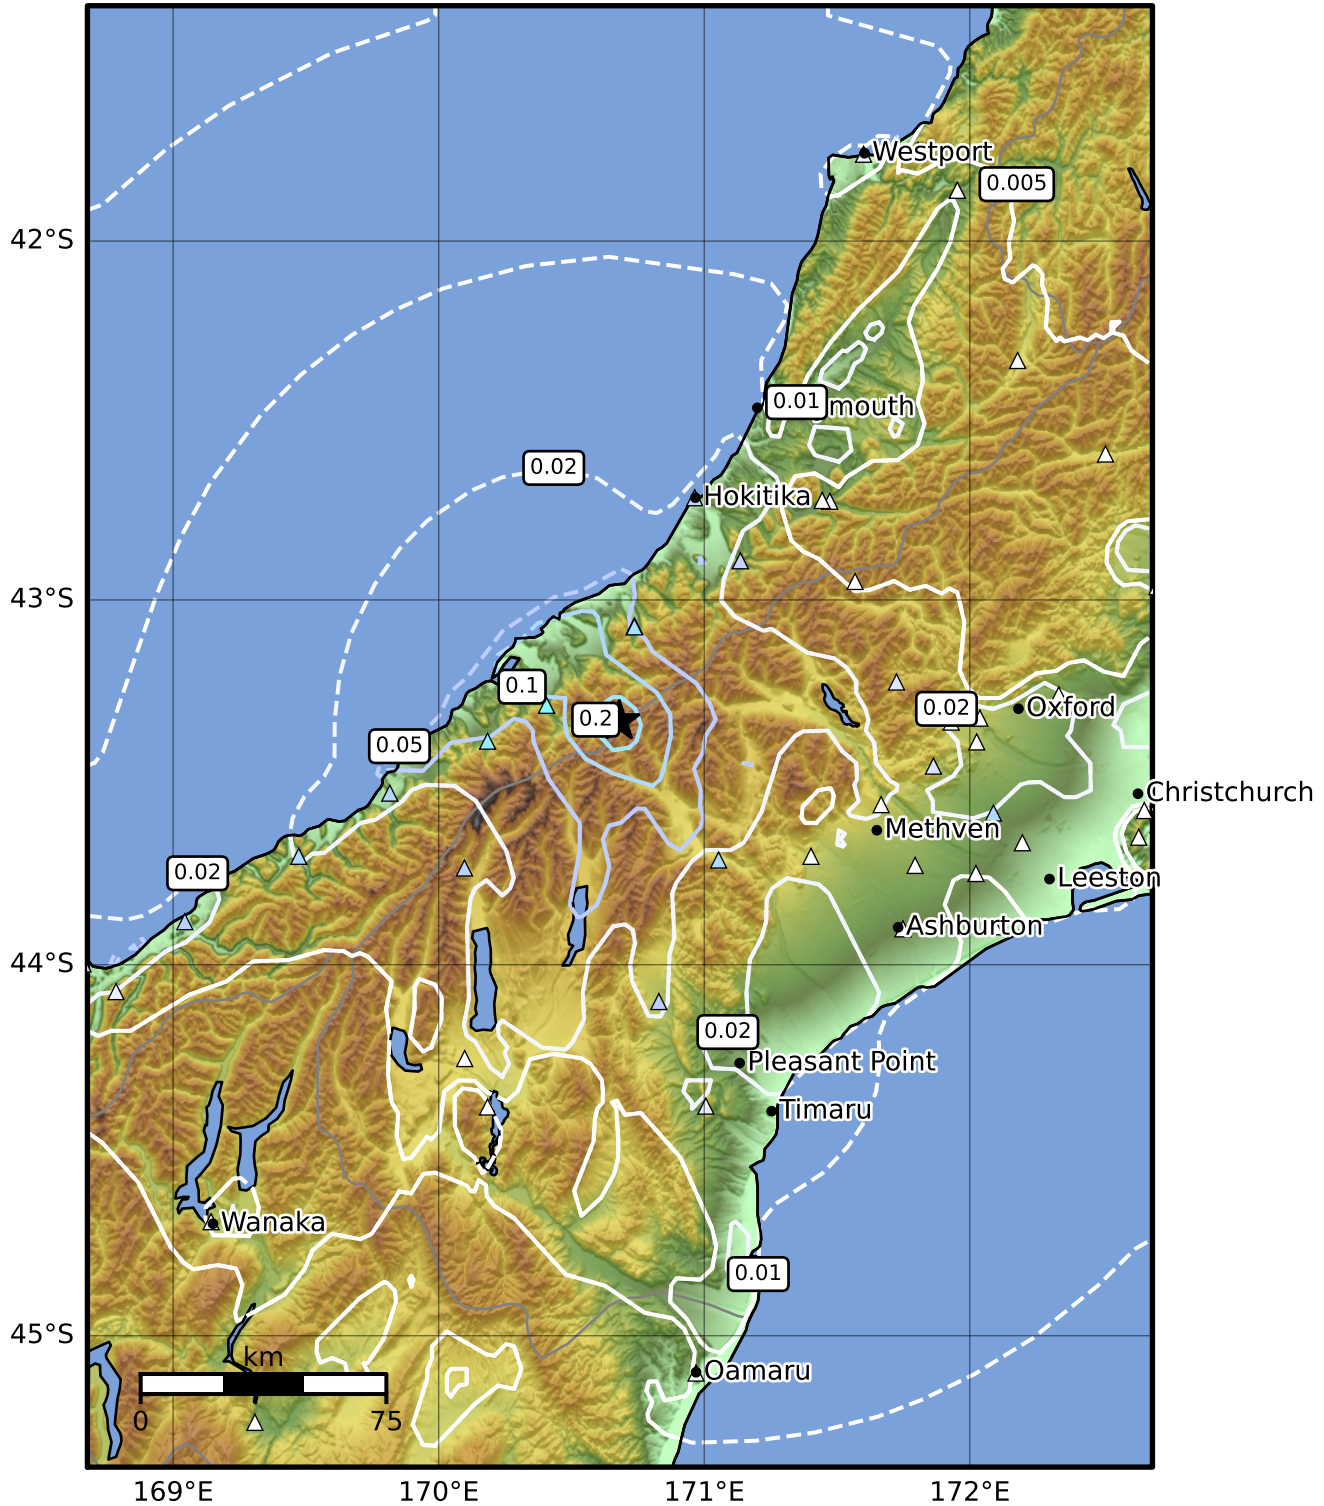 Westport
0.005
42°S
0.01
mouth
0.02
Hokitika
43°S
0.1
0.2
0.02
Oxford
0.05
Christchurch
Methven
0.02
Leeston
Ashburton
44°S
0.02
Pleasant Point
Timaru
Wanaka
0.01
45°S
km
Oamaru
0
75
169°E
170°E
171°E
172°E